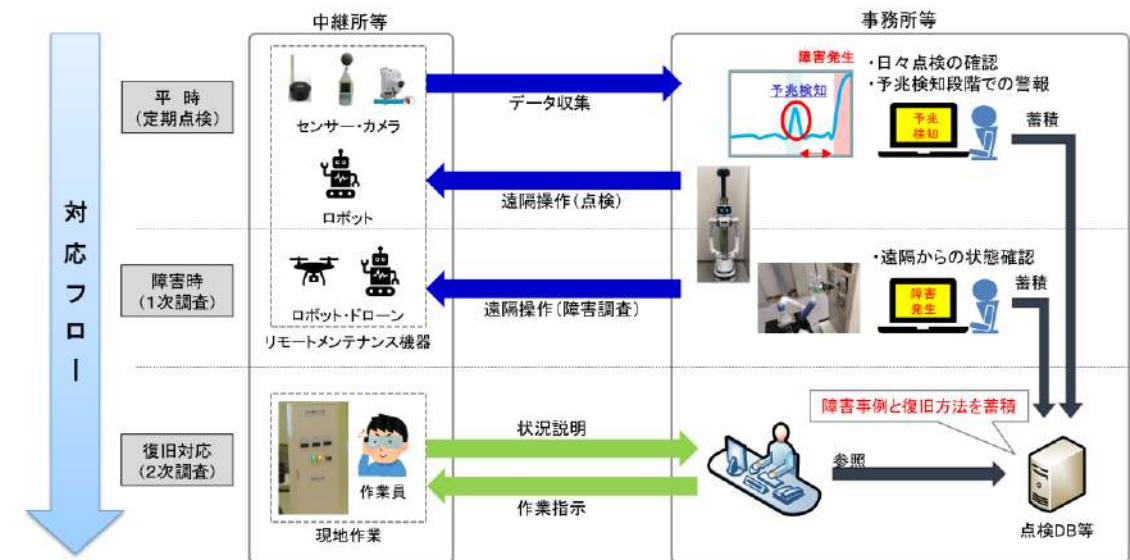 中継所等
事務所等
対応フロー
平 時
(定期点検)
センサー・カメラ
データ収集
障害発生
予兆検知
・日々点検の確認
・予兆検知段階での警報
予兆
検知
蓄積
ロボット
遠隔操作(点検)
障害時
(1次調査)
ロボット・ドローン
リモートメンテナンス機器
遠隔操作(障害調査)
・遠隔からの状態確認
障害
発生
蓄積
復旧対応
(2次調査)
作業員
現地作業
状況説明
作業指示
障害事例と復旧方法を蓄積
参照
点検DB等